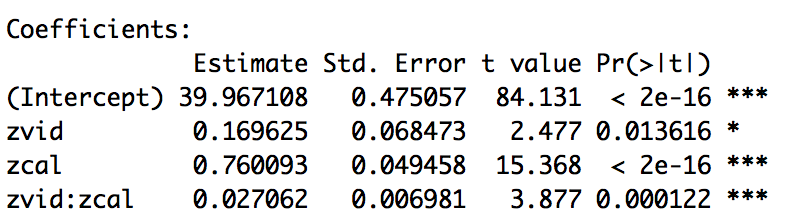 Coefficients:
Estimate Std. Error t value Pr(>|t|)
(Intercept) 39.967108 0.475057 84.131 < 2e-16 ***
zvid 0.169625 0.068473 2.477 0.013616 *
zcal 0.760093 0.049458 15.368 < 2e-16 ***
zvid:zcal 0.027062 0.006981 3.877 0.000122 ***